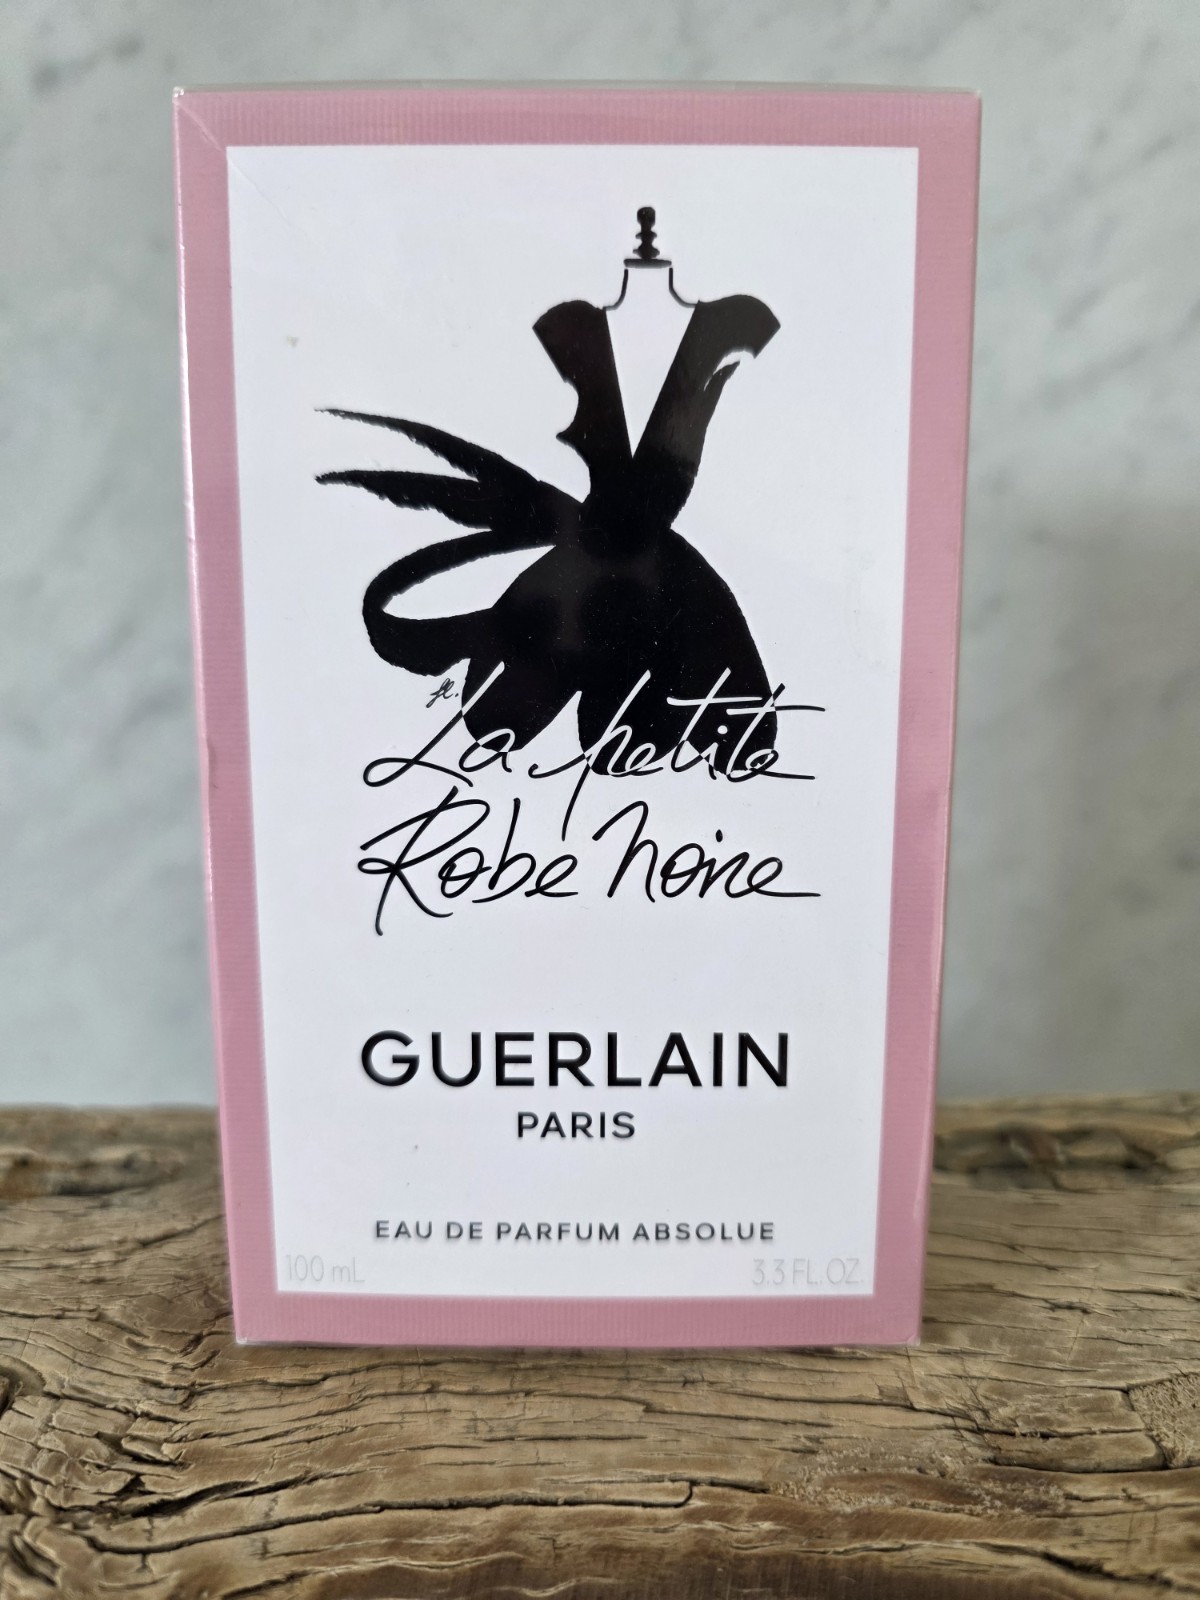 La petite
Robe Noire
GUERLAIN
PARIS
EAU DE PARFUM ABSOLUE
100 mL
3.3 FL. OZ.